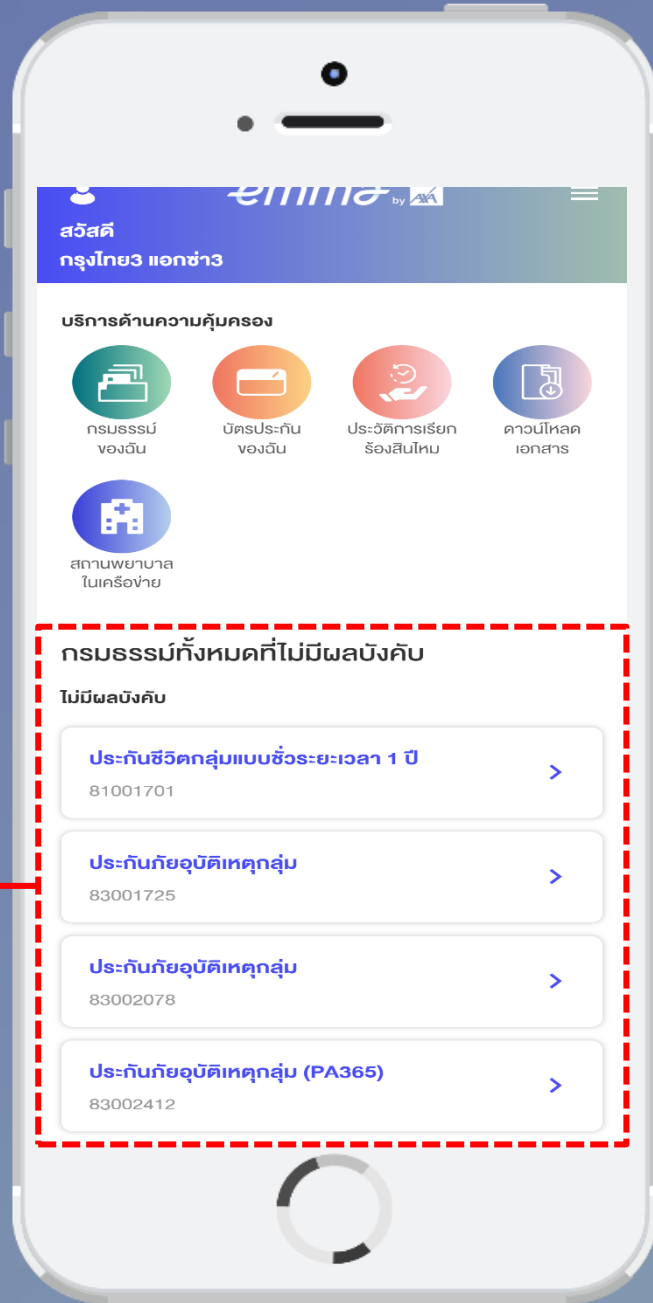 emma by AXA
สวัสดี
กรุงไทย3 แอกซ่า3
บริการด้านความคุ้มครอง
กรมธรรม์
ของฉัน
บัตรประกัน
ของฉัน
ประวัติการเรียก
ร้องสินไหม
ดาวน์โหลด
เอกสาร
สถานพยาบาล
ในเครือข่าย
กรมธรรม์ทั้งหมดที่ไม่มีผลบังคับ
ไม่มีผลบังคับ
ประกันชีวิตกลุ่มแบบชั่วระยะเวลา 1 ปี
81001701
ประกันภัยอุบัติเหตุกลุ่ม
83001725
ประกันภัยอุบัติเหตุกลุ่ม
83002078
ประกันภัยอุบัติเหตุกลุ่ม (PA365)
83002412